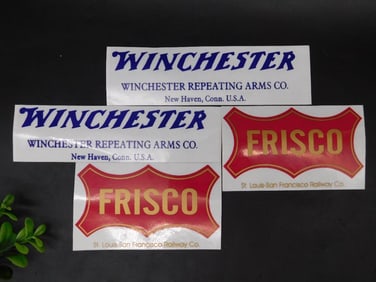 WINCHESTER
WINCHESTER REPEATING ARMS CO.
New Haven, Conn. U.S.A.
WINCHESTER
WINCHESTER REPEATING ARMS CO.
New Haven, Conn. U.S.A.
FRISCO
St. Louis-San Francisco Railway Co.
FRISCO
St. Louis-San Francisco Railway Co.